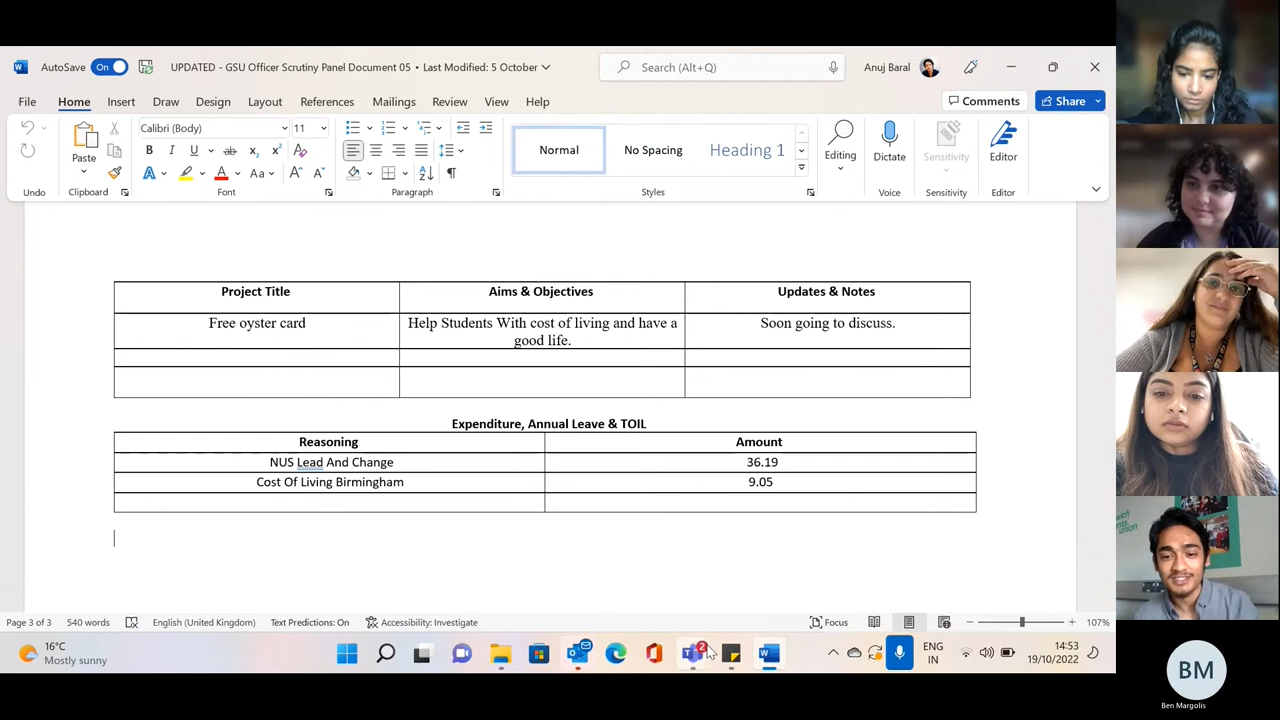 AutoSave On UPDATED - GSU Officer Scrutiny Panel Document 05 • Last Modified: 5 October Search (Alt+Q) Anuj Baral
File Home Insert Draw Design Layout References Mailings Review View Help Comments Share
Calibri (Body) 11
Paste
B I U ab x₂ x² A
A A Aa A A
Normal No Spacing Heading 1
Editing Dictate Sensitivity Editor
Undo Clipboard Font Paragraph Styles Voice Sensitivity Editor
Project Title Aims & Objectives Updates & Notes
Free oyster card Help Students With cost of living and have a Soon going to discuss.
good life.
Expenditure, Annual Leave & TOIL
Reasoning Amount
NUS Lead And Change 36.19
Cost Of Living Birmingham 9.05
Page 3 of 3 540 words English (United Kingdom) Text Predictions: On Accessibility: Investigate Focus 107%
16°C
Mostly sunny
2
ENG
IN
14:53
19/10/2022
BM
Ben Margolis